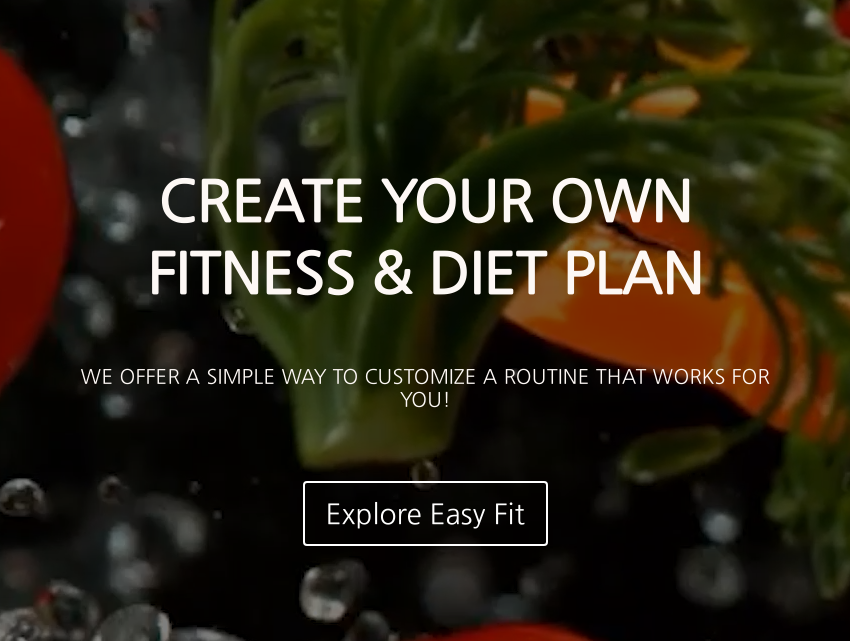 CREATE YOUR OWN
FITNESS & DIET PLAN
WE OFFER A SIMPLE WAY TO CUSTOMIZE A ROUTINE THAT WORKS FOR
YOU!
Explore Easy Fit